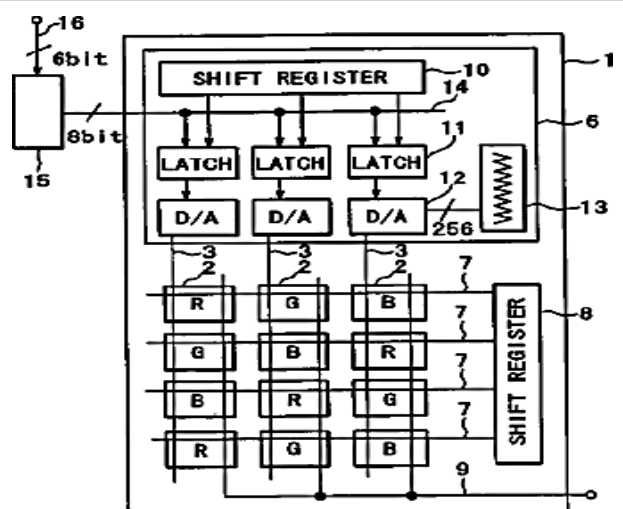 16
6bit
1
SHIFT REGISTER
10
14
6
8bit
11
LATCH
LATCH
LATCH
15
12
D/A
D/A
D/A
256
13
3
3
3
2
2
2
7
R
G
B
8
7
G
B
R
7
B
R
G
7
R
G
B
SHIFT REGISTER
9